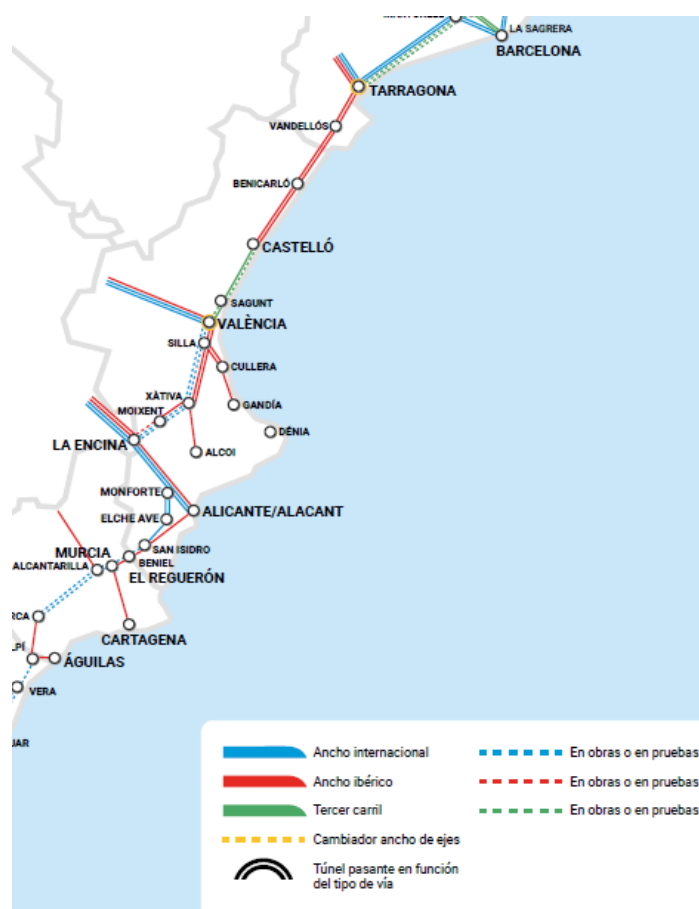 LA SAGRERA
BARCELONA
TARRAGONA
VANDELLÓS
BENICARLÓ
CASTELLÓ
SAGUNT
VALÈNCIA
SILLA
CULLERA
XÀTIVA
MOIXENT
GANDÍA
DÉNIA
LA ENCINA
ALCOI
MONFORTE
ALICANTE/ALACANT
ELCHE AVE
MURCIA
SAN ISIDRO
BENIEL
ALCANTARILLA
EL REGUERÓN
RCA
CARTAGENA
LPÍ
ÁGUILAS
VERA
JAR
Ancho internacional
En obras o en pruebas
Ancho ibérico
En obras o en pruebas
Tercer carril
En obras o en pruebas
Cambiador ancho de ejes
Túnel pasante en función
del tipo de vía